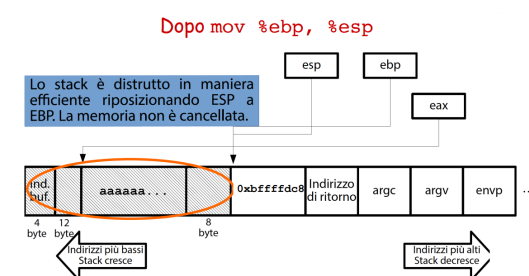 Dopo mov %ebp, %esp
esp
ebp
eax
Lo stack è distrutto in maniera
efficiente riposizionando ESP a
EBP. La memoria non è cancellata.
ind.
buf.
aaaaaa...
0xbffffdc8
Indirizzo
di ritorno
argc
argv
envp
...
4
byte
12
byte
8
byte
Indirizzi più bassi
Stack cresce
Indirizzi più alti
Stack decresce